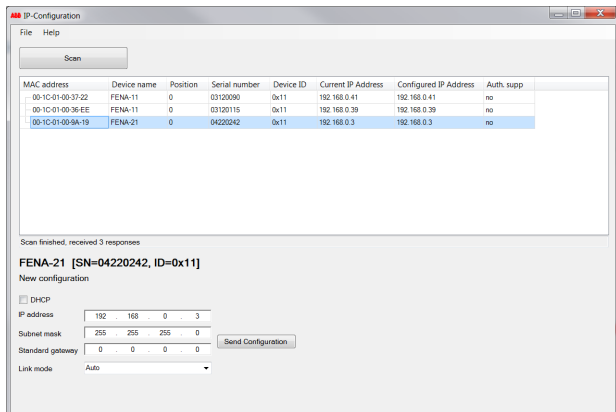 ABB IP-Configuration
File Help
Scan
MAC address Device name Position Serial number Device ID Current IP Address Configured IP Address Auth. supp
00-1C-01-00-37-22 FENA-11 0 03120090 0x11 192.168.0.41 192.168.0.41 no
00-1C-01-00-36-EE FENA-11 0 03120115 0x11 192.168.0.39 192.168.0.39 no
00-1C-01-00-9A-19 FENA-21 0 04220242 0x11 192.168.0.3 192.168.0.3 no
Scan finished, received 3 responses
FENA-21 [SN=04220242, ID=0x11]
New configuration
DHCP
IP address 192 . 168 . 0 . 3
Subnet mask 255 . 255 . 255 . 0
Send Configuration
Standard gateway 0 . 0 . 0 . 0
Link mode Auto